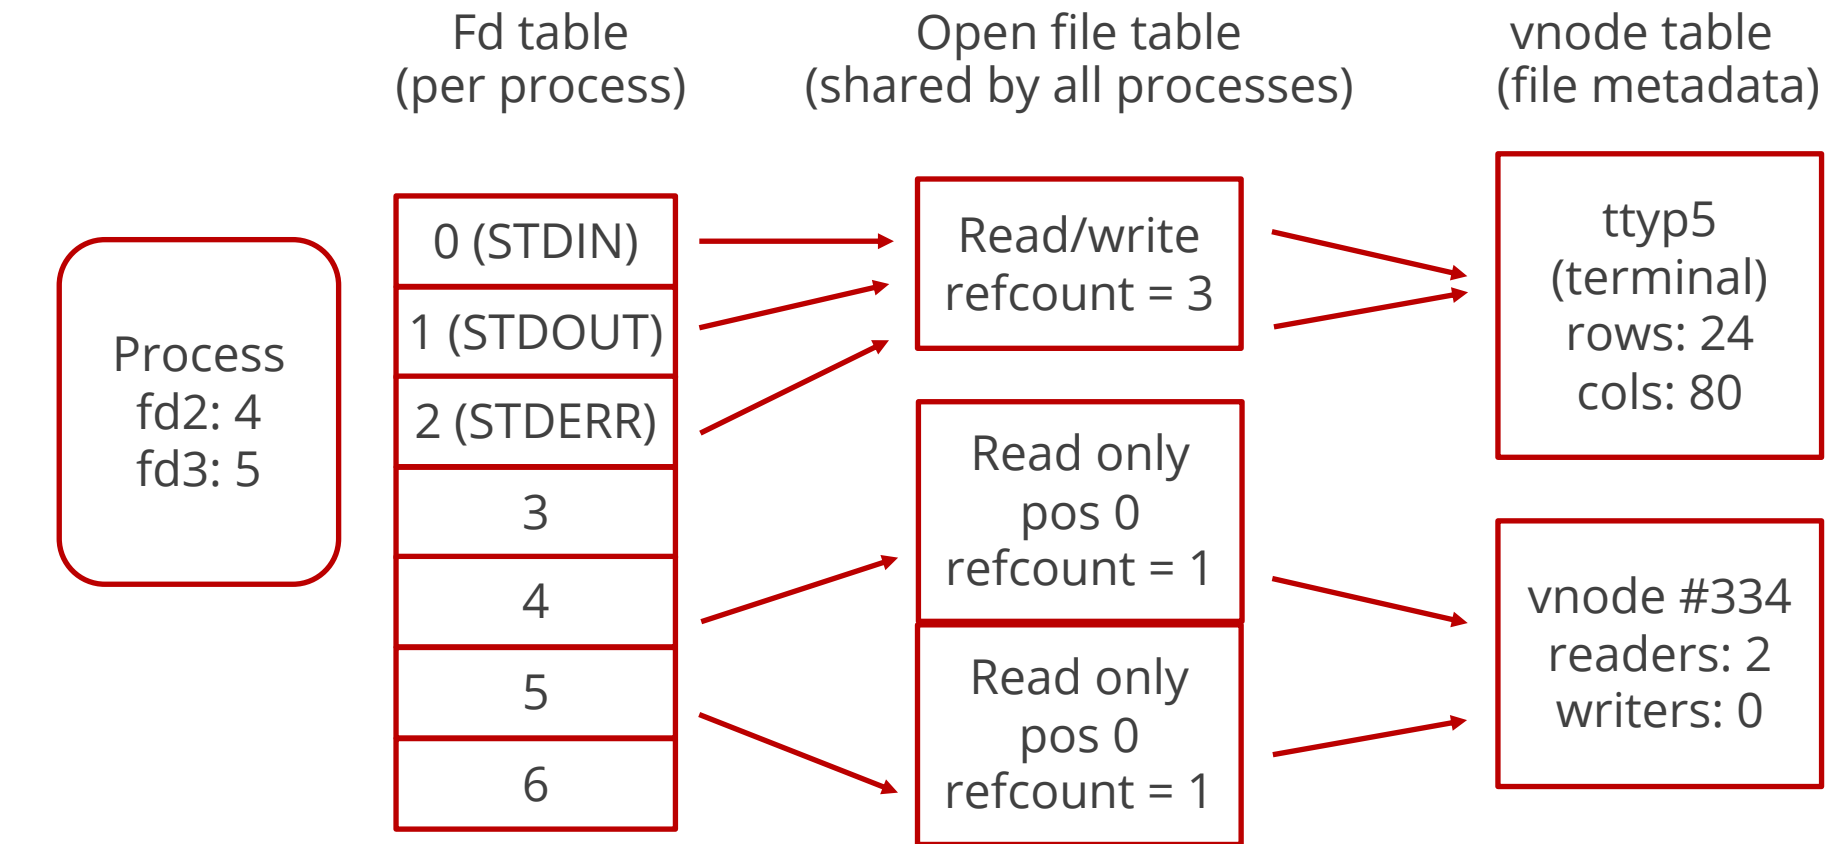 Fd table
(per process)
Open file table
(shared by all processes)
vnode table
(file metadata)
Process
fd2: 4
fd3: 5
0 (STDIN)
1 (STDOUT)
2 (STDERR)
3
4
5
6
Read/write
refcount = 3
Read only
pos 0
refcount = 1
Read only
pos 0
refcount = 1
ttyp5
(terminal)
rows: 24
cols: 80
vnode #334
readers: 2
writers: 0